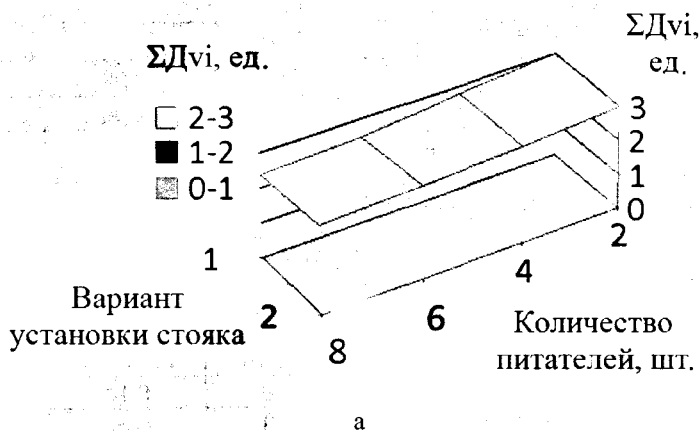 ΣДvi, ед.
ΣДvi,
ед.
2-3
1-2
0-1
3
2
1
0
1
2
8
6
4
2
Вариант
установки стояка
Количество
питателей, шт.
а